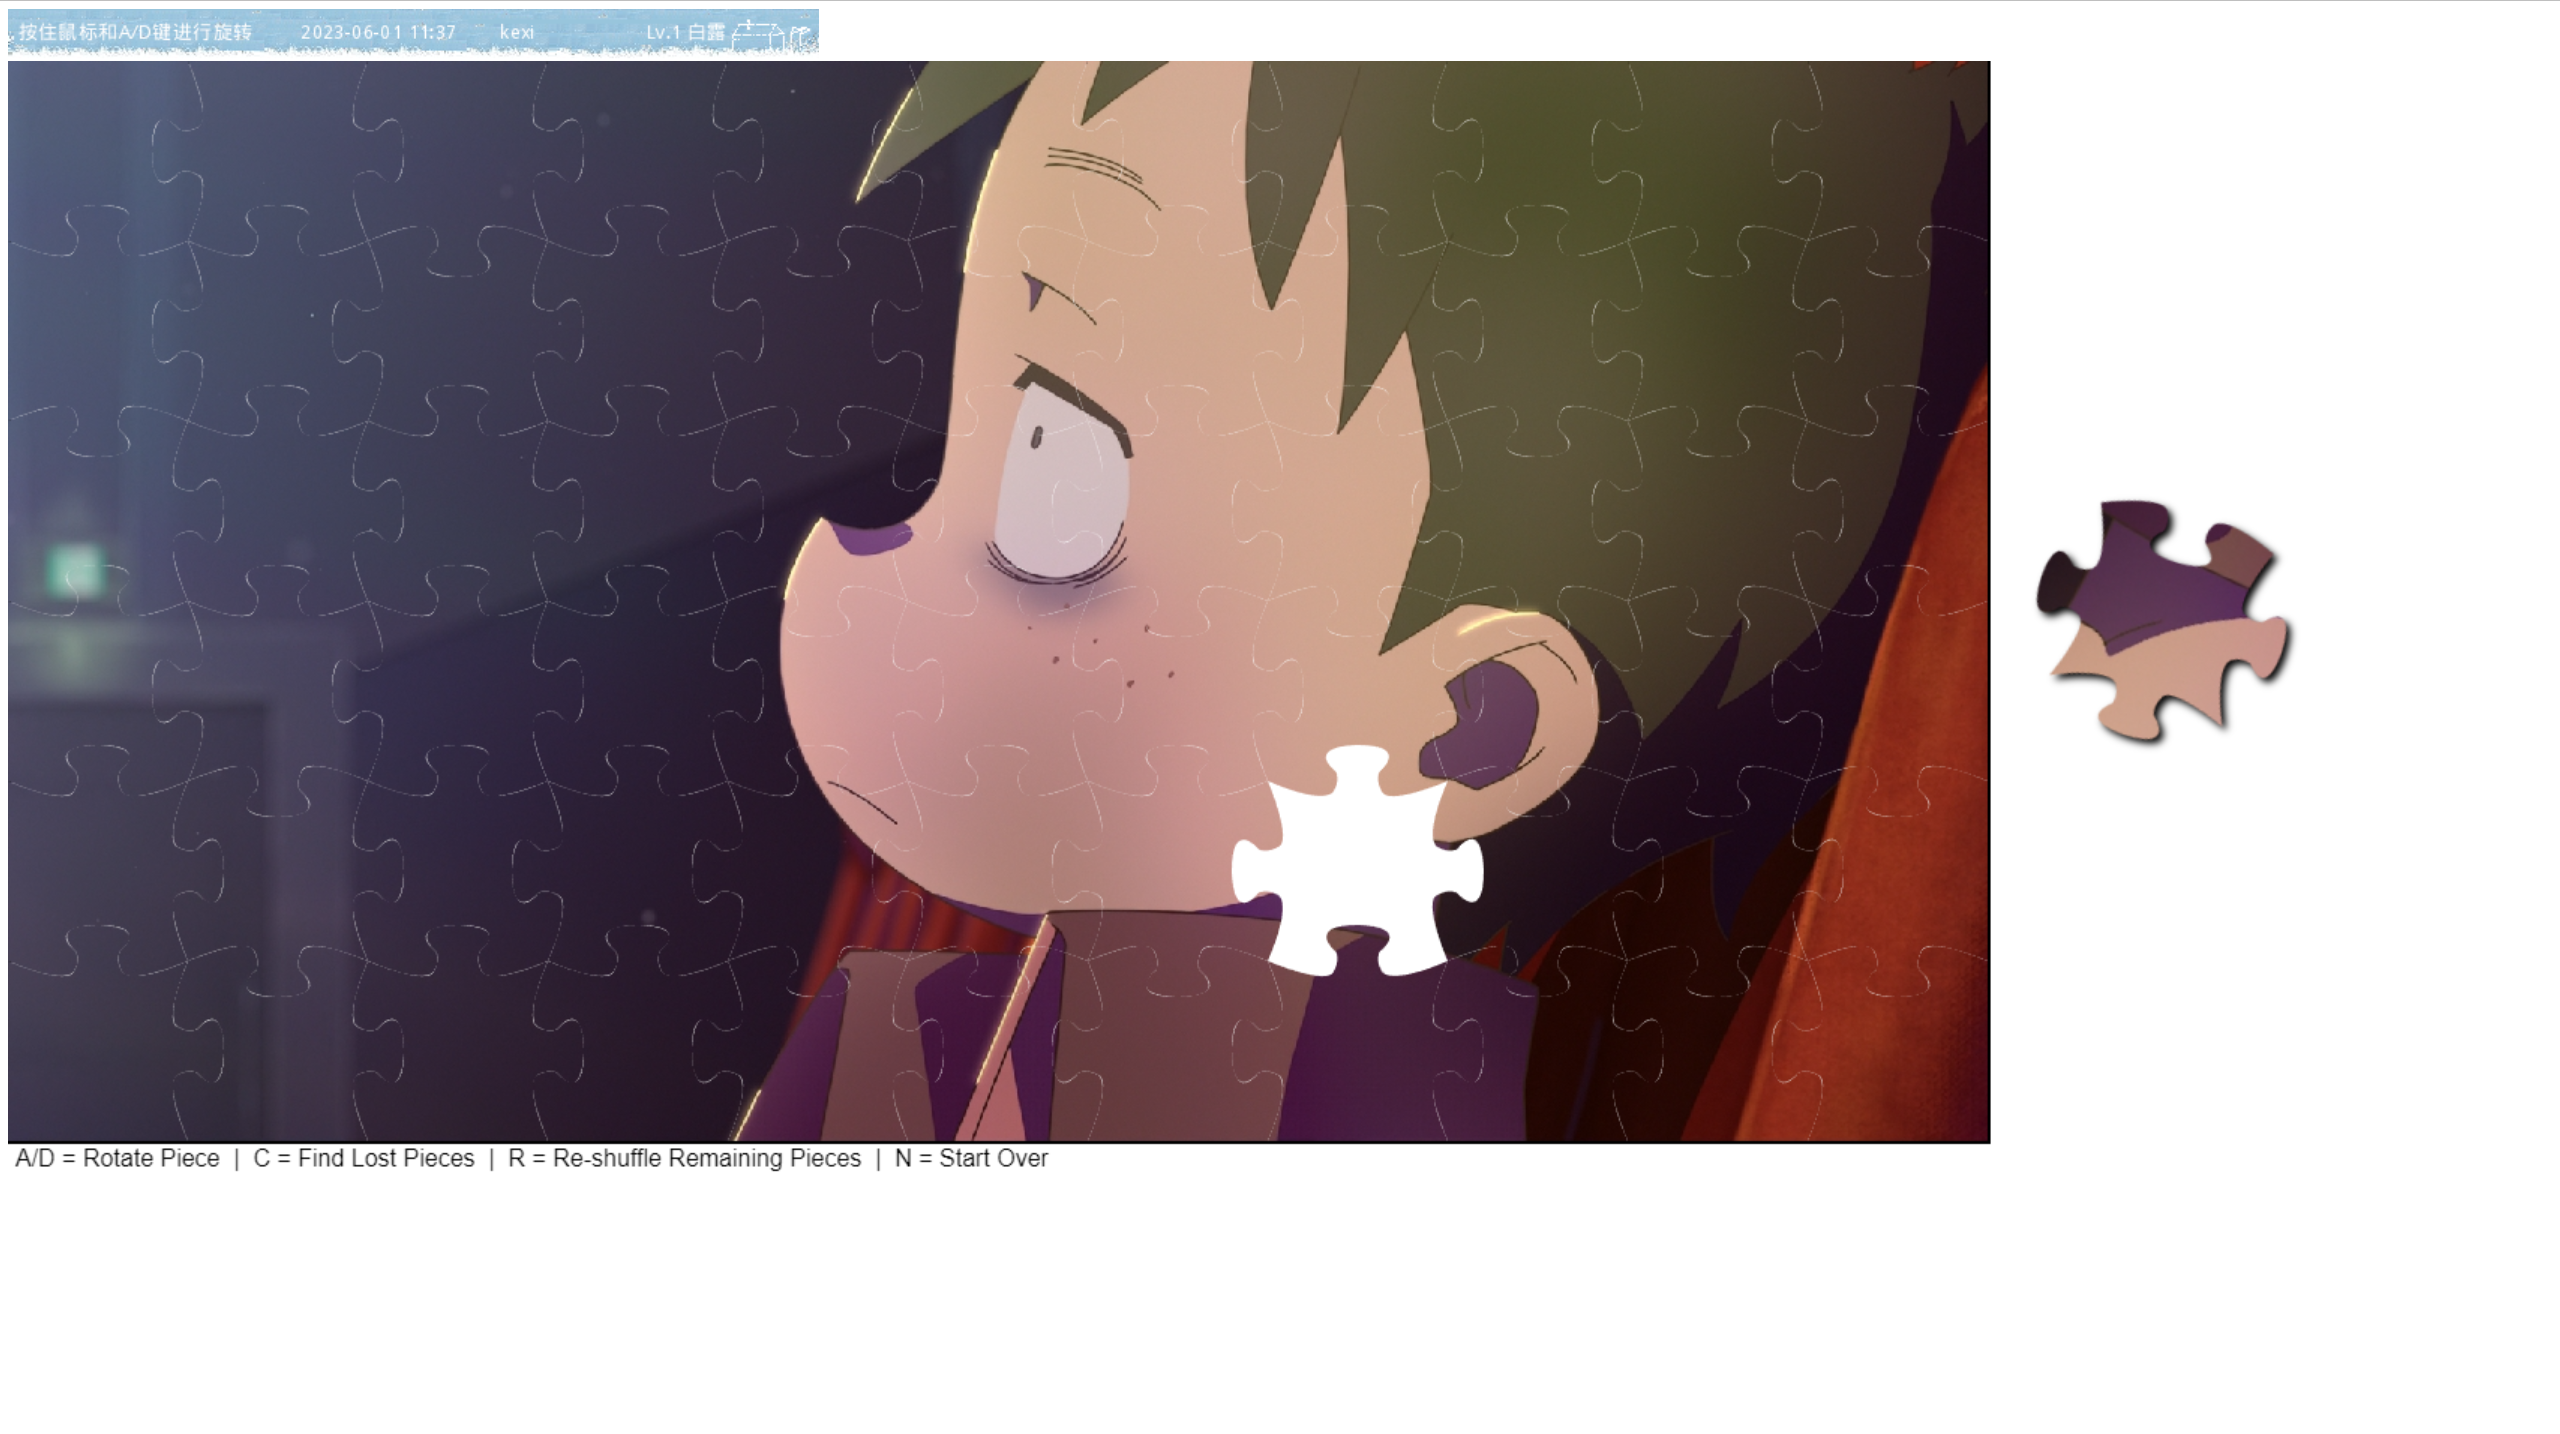 按住鼠标和A/D键进行旋转 2023-06-01 11:37 kexi Lv.1 白露
A/D = Rotate Piece | C = Find Lost Pieces | R = Re-shuffle Remaining Pieces | N = Start Over